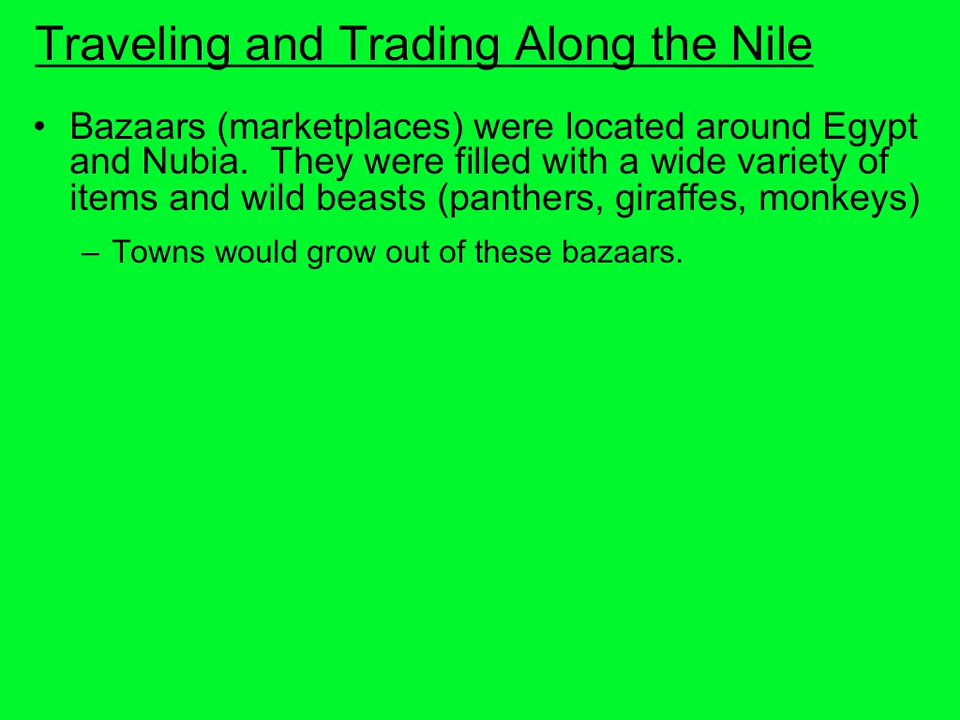 Traveling and Trading Along the Nile
• Bazaars (marketplaces) were located around Egypt
and Nubia.  They were filled with a wide variety of
items and wild beasts (panthers, giraffes, monkeys)
– Towns would grow out of these bazaars.